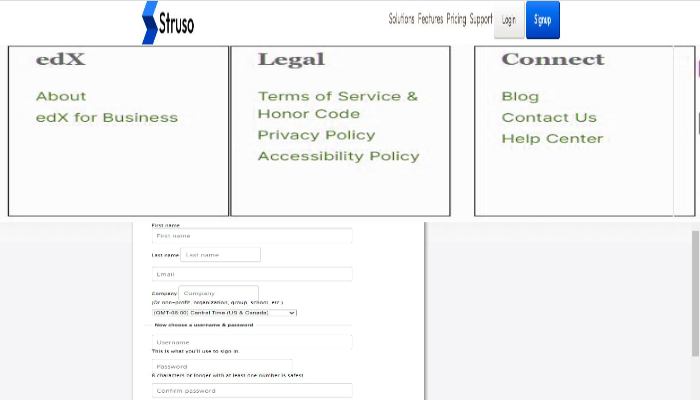 Struso
Solutions Features Pricing Support Login Signup
edX
About
edX for Business
Legal
Terms of Service &
Honor Code
Privacy Policy
Accessibility Policy
Connect
Blog
Contact Us
Help Center
First name
First name
Last name Last name
Email
Company Company
(Or non-profit, organization, group, school, etc.)
(GMT-06:00) Central Time (US & Canada)
Now choose a username & password
Username
This is what you'll use to sign in.
Password
6 characters or longer with at least one number is safest
Confirm password